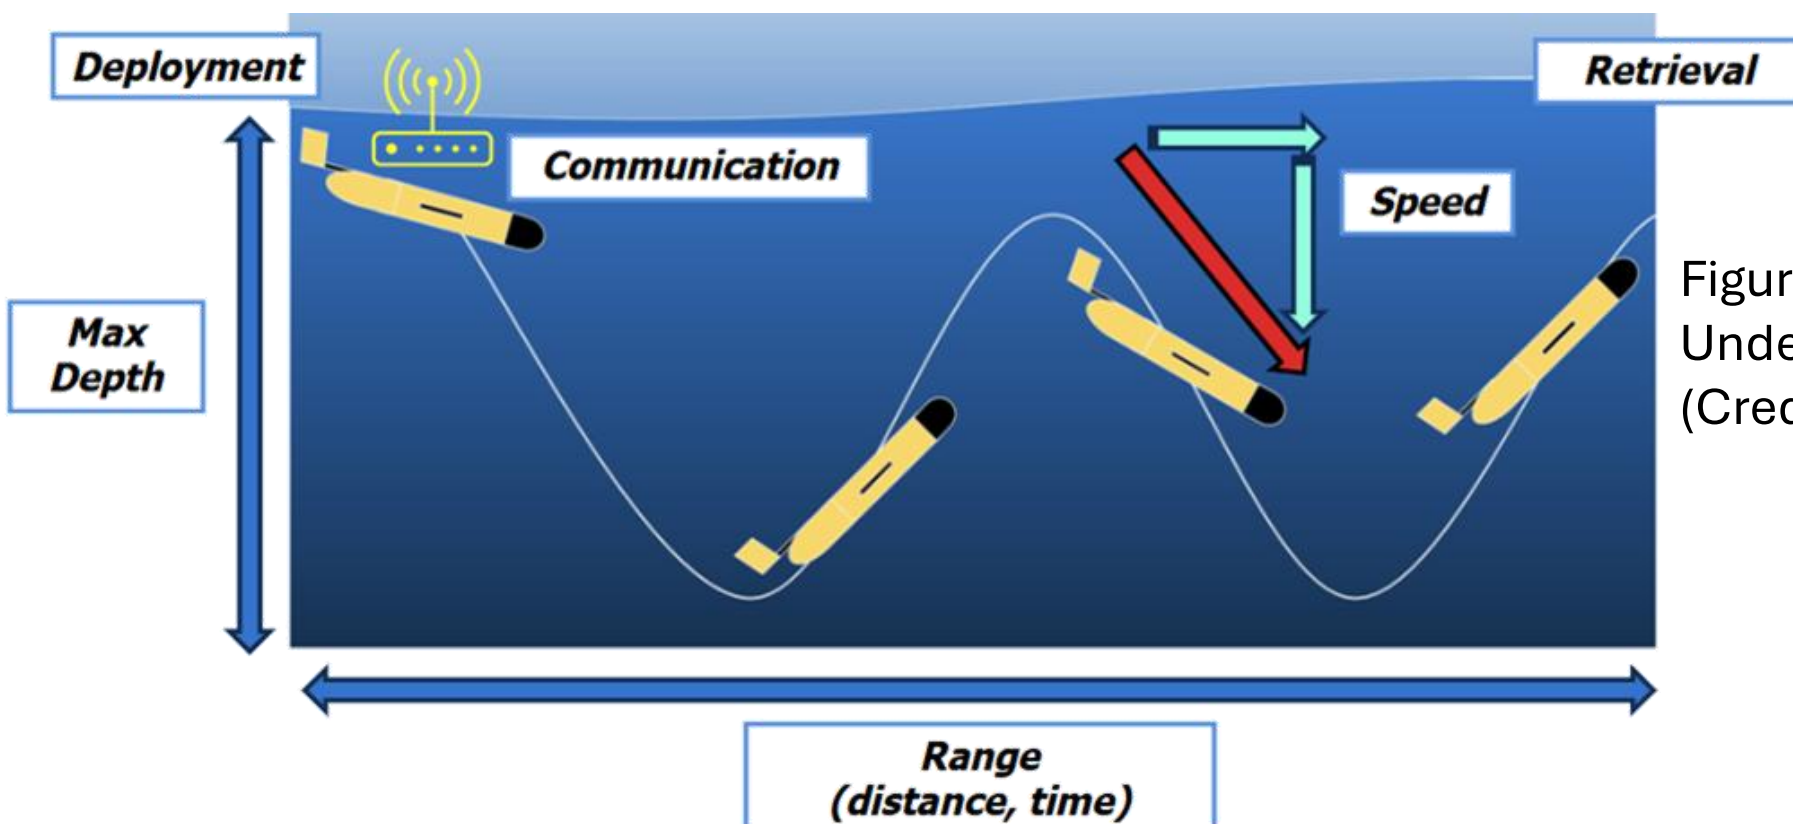 Deployment
Retrieval
Communication
Speed
Max
Depth
Range
(distance, time)